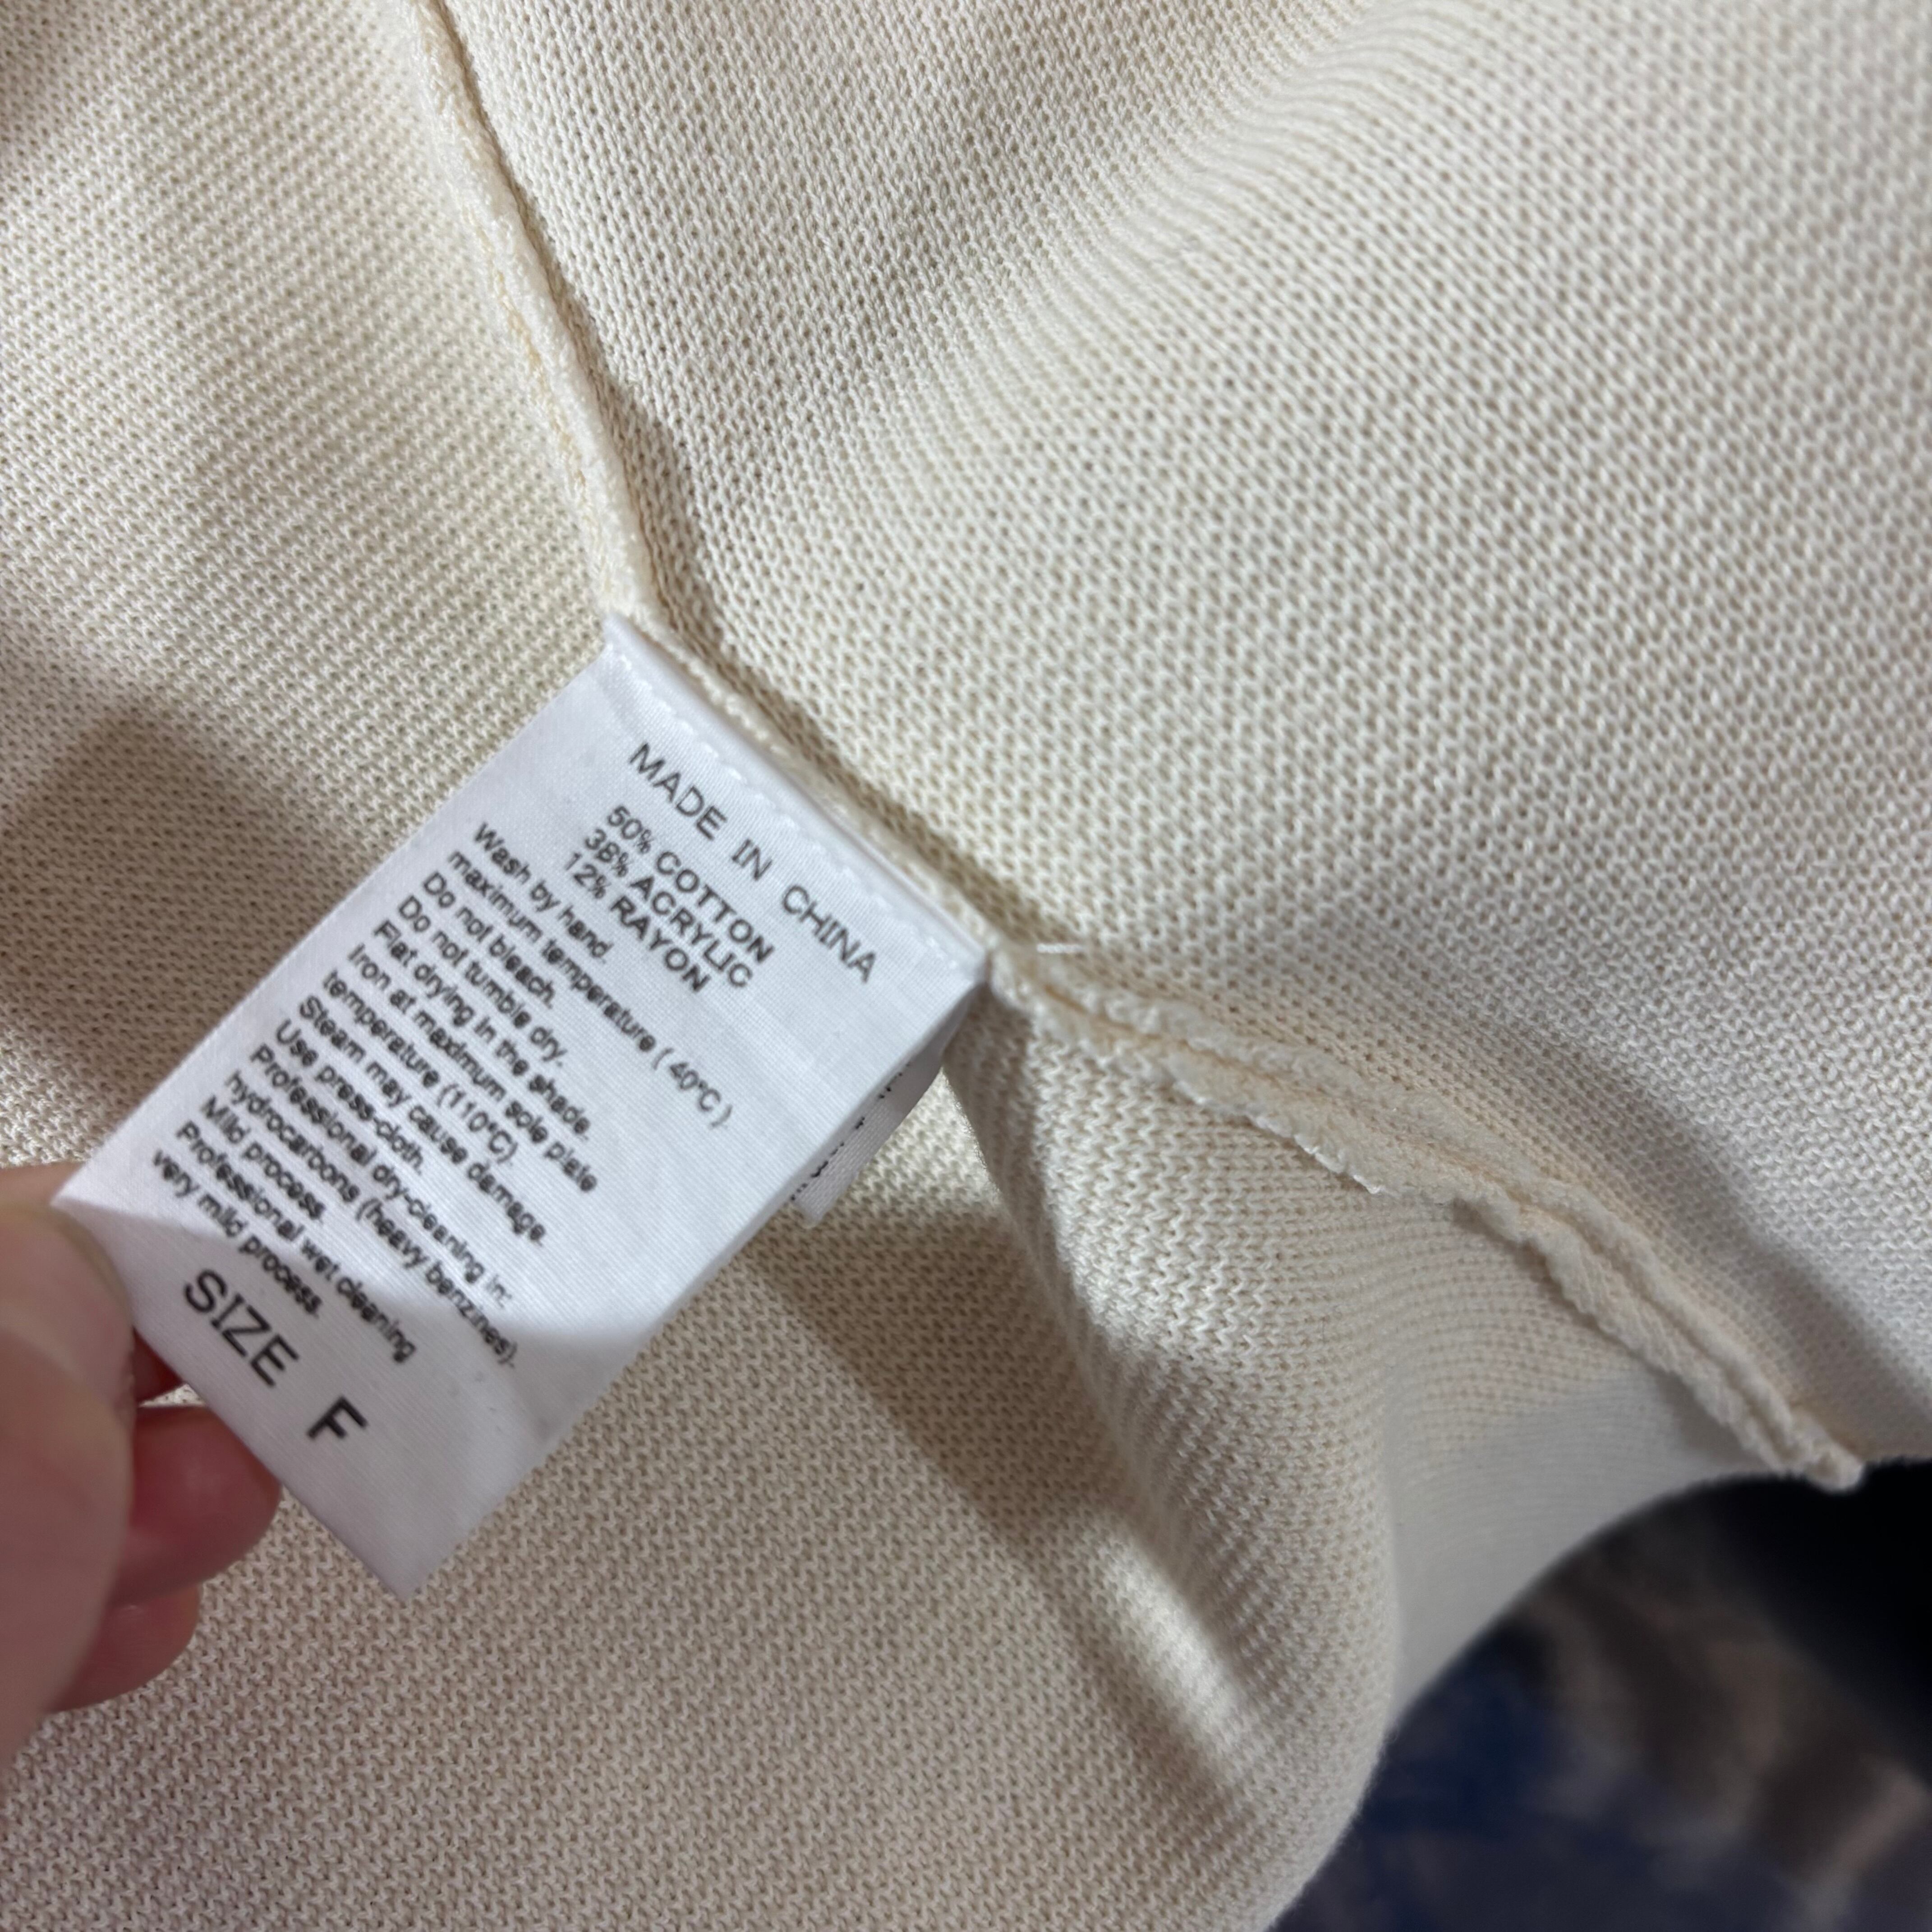 MADE IN CHINA
50% COTTON
38% ACRYLIC
12% RAYON
Wash by hand.
maximum temperature ( 40ºC )
Do not bleach.
Do not tumble dry.
Flat drying in the shade.
Iron at maximum sole plate
temperature (110ºC).
Steam may cause damage.
Use press-cloth.
Professional dry-cleaning in:
hydrocarbons (heavy benzines).
Mild process.
Professional wet cleaning
very mild process.
SIZE F